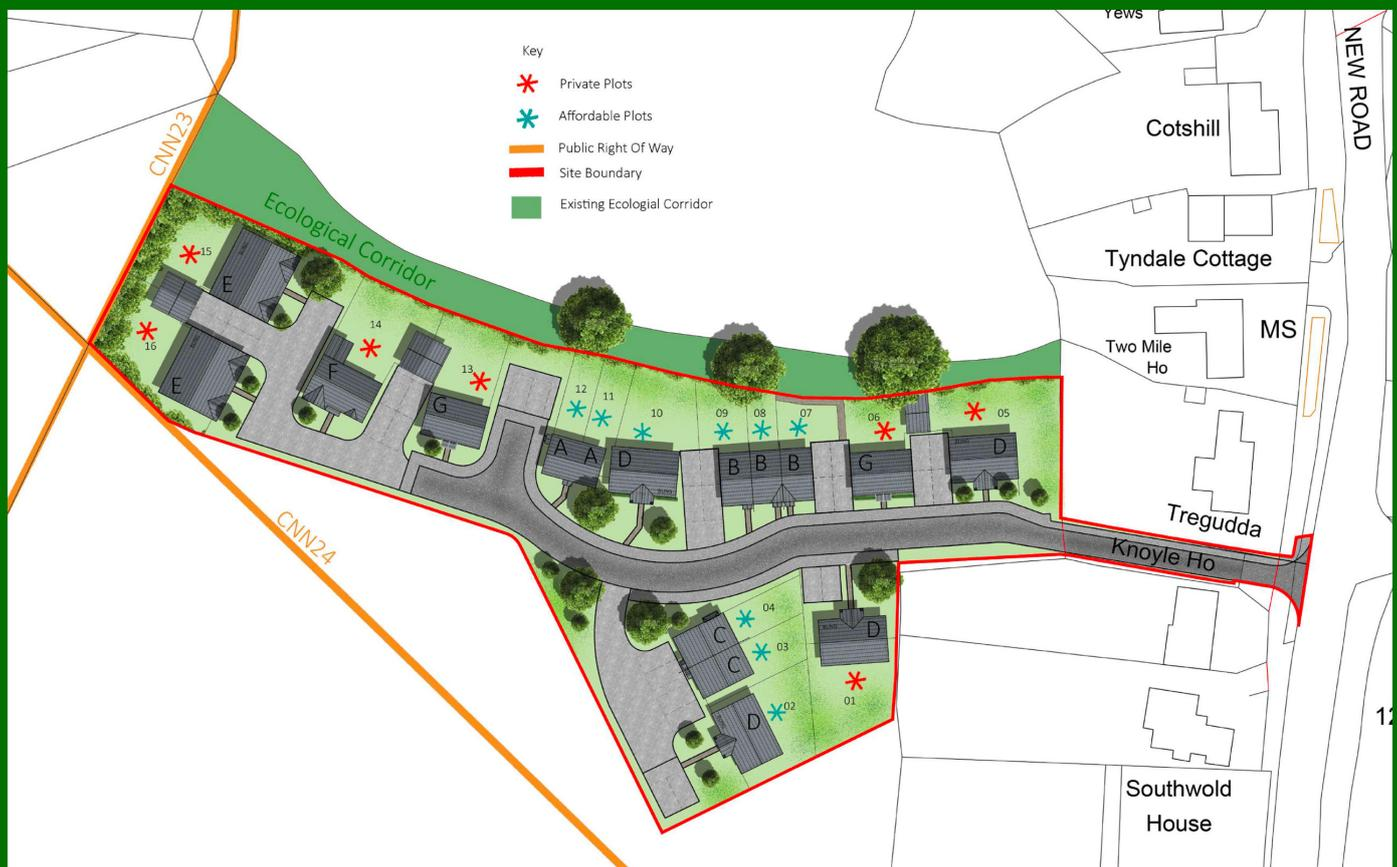 Yews
Key
Private Plots
Affordable Plots
Public Right Of Way
Site Boundary
Existing Ecologial Corridor
NEW ROAD
Cotshill
CNN23
Ecological Corridor
Tyndale Cottage
MS
Two Mile
Ho
15
E
16
E
14
F
13
G
12
11
10
09
08
07
06
05
A
A
D
B
B
B
G
D
Tregudda
Knoyle Ho
CNN24
04
C
03
C
02
D
D
01
Southwold
House